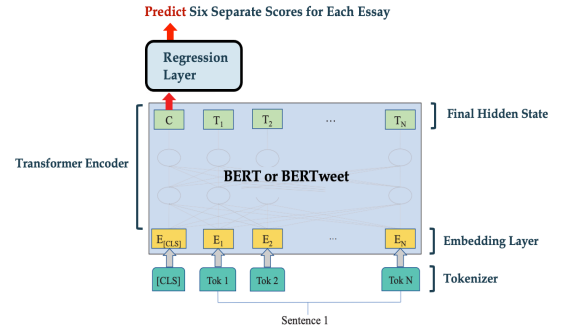 Predict Six Separate Scores for Each Essay
Regression
Layer
C T1 T2 ... TN
Final Hidden State
Transformer Encoder
BERT or BERTweet
E[CLS] E1 E2 ... EN
Embedding Layer
[CLS] Tok 1 Tok 2 Tok N
Tokenizer
Sentence 1